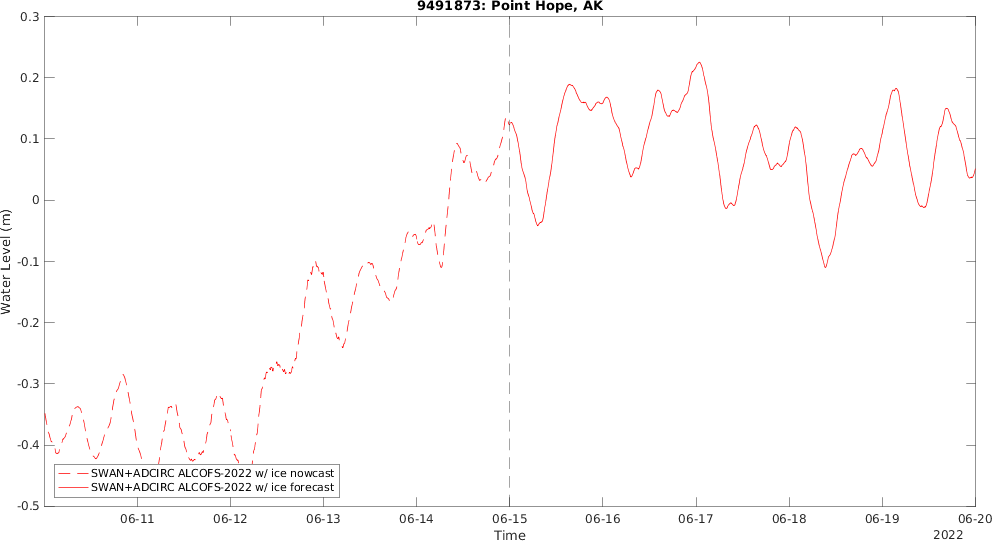 9491873: Point Hope, AK
0.3
0.2
0.1
0
-0.1
-0.2
-0.3
-0.4
-0.5
Water Level (m)
SWAN+ADCIRC ALCOFS-2022 w/ ice nowcast
SWAN+ADCIRC ALCOFS-2022 w/ ice forecast
06-11 06-12 06-13 06-14 06-15 06-16 06-17 06-18 06-19 06-20
Time
2022